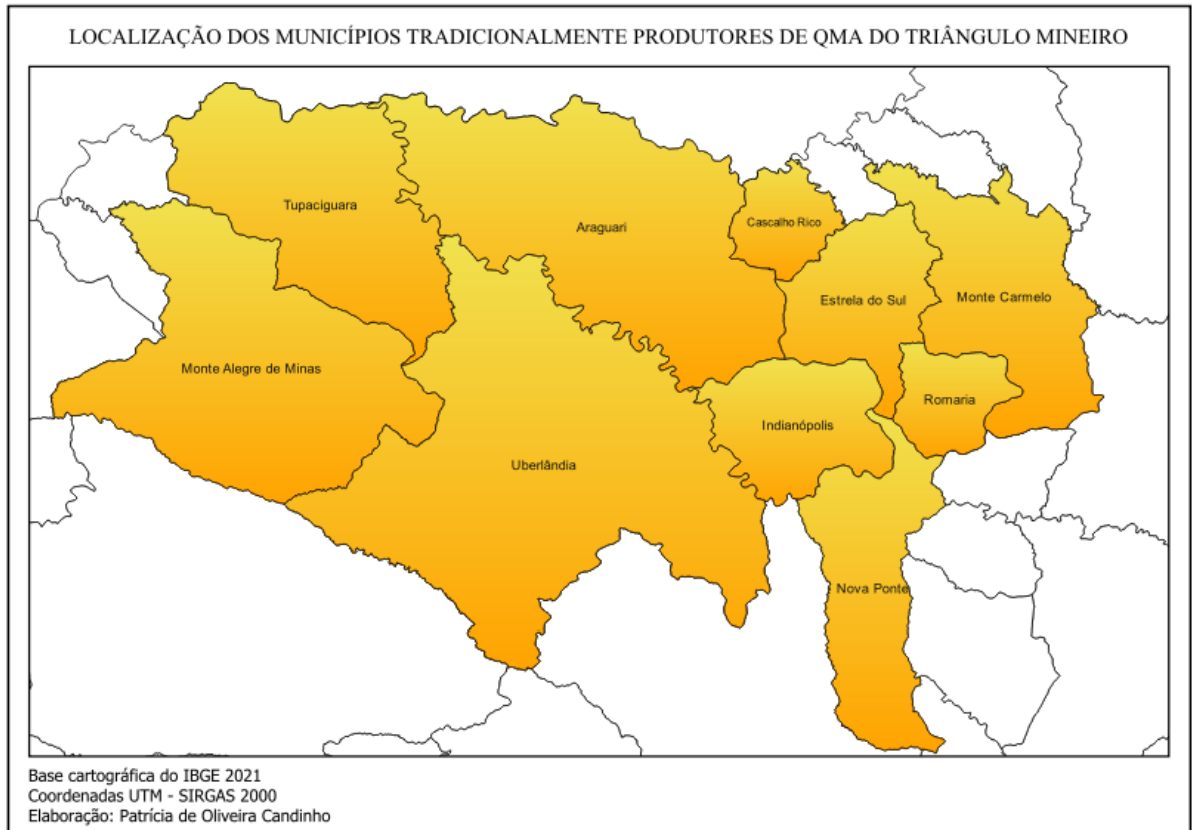 LOCALIZAÇÃO DOS MUNICÍPIOS TRADICIONALMENTE PRODUTORES DE QMA DO TRIÂNGULO MINEIRO
Tupaciguara
Araguari
Cascalho Rico
Estrela do Sul
Monte Carmelo
Monte Alegre de Minas
Romaria
Indianópolis
Uberlândia
Nova Ponte
Base cartográfica do IBGE 2021
Coordenadas UTM - SIRGAS 2000
Elaboração: Patrícia de Oliveira Candinho